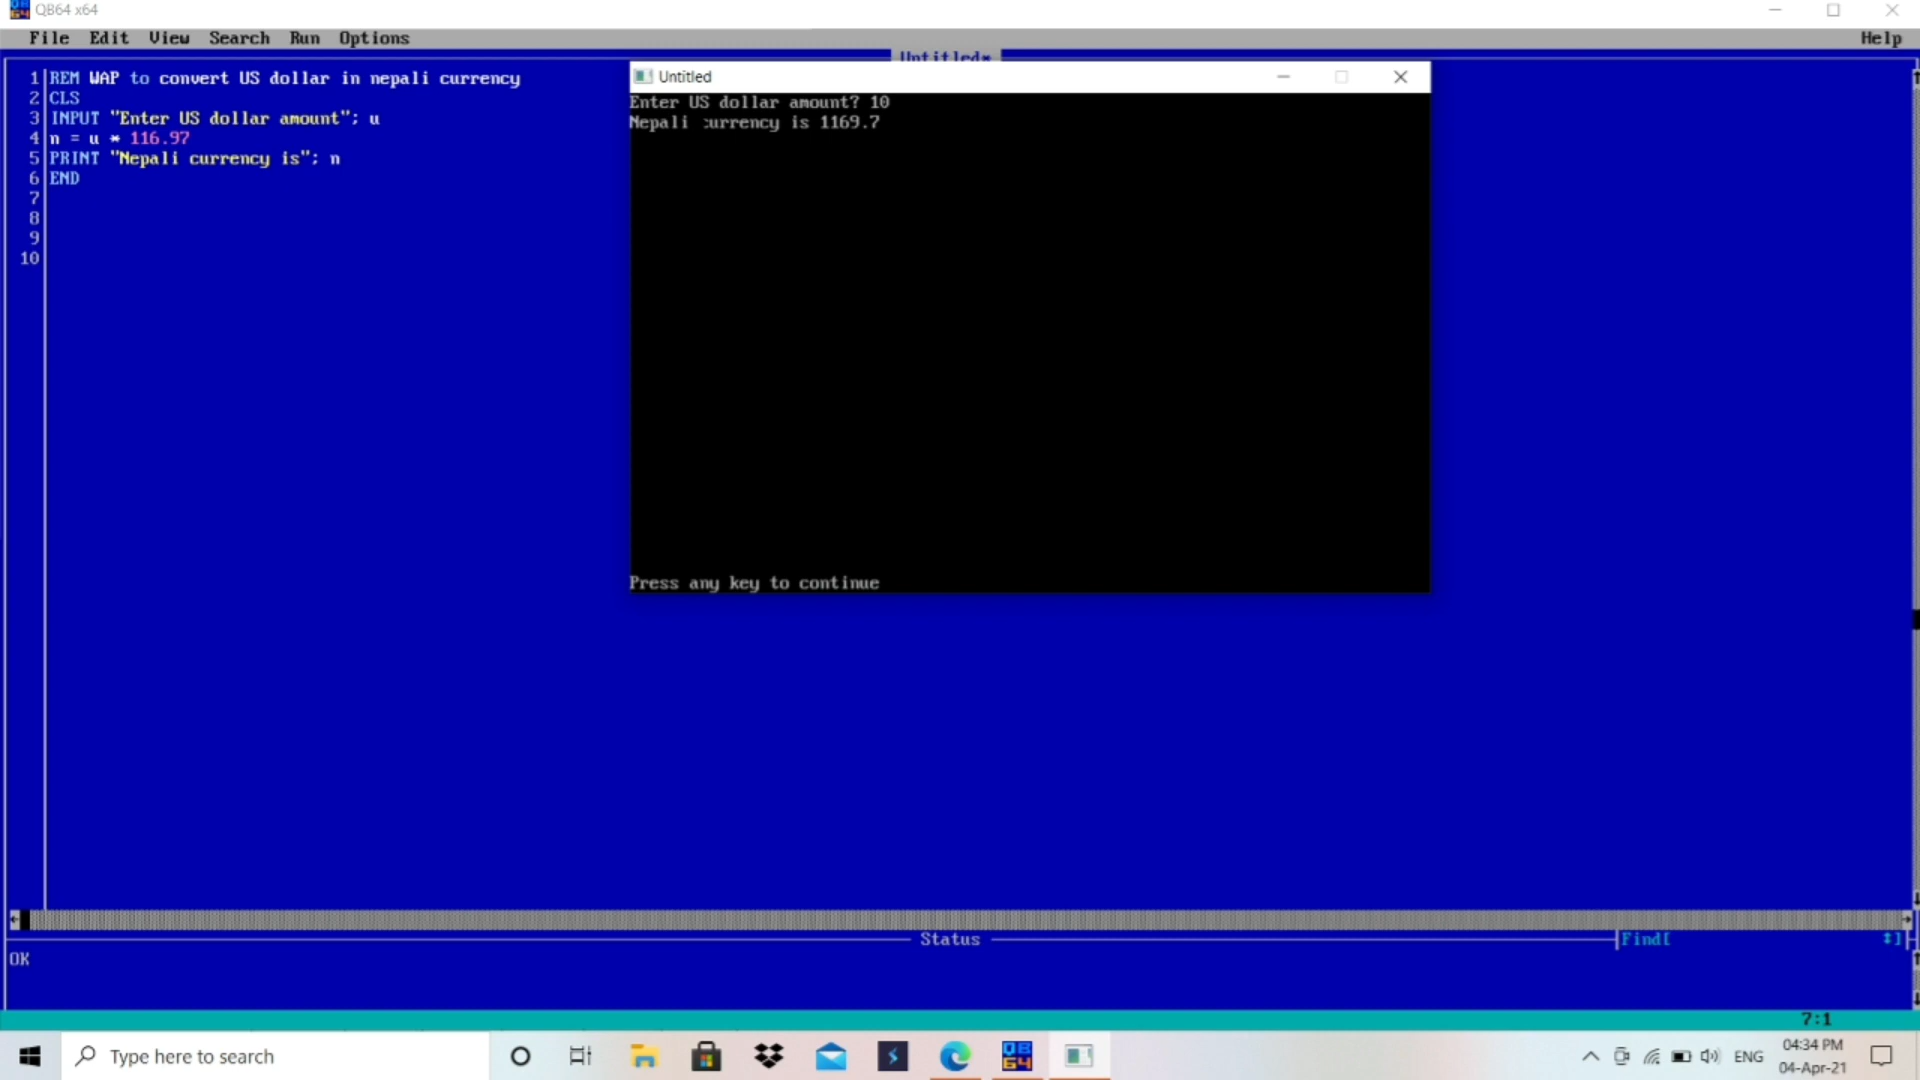 QB64 x64
File Edit View Search Run Options Help
Untitled*
1 REM WAP to convert US dollar in nepali currency
2 CLS
3 INPUT "Enter US dollar amount"; u
4 n = u * 116.97
5 PRINT "Nepali currency is"; n
6 END
7
8
9
10
Untitled
Enter US dollar amount? 10
Nepali currency is 1169.7
Press any key to continue
Status
Find[ ]
OK
7:1
Type here to search
QB64
ENG
04:34 PM
04-Apr-21